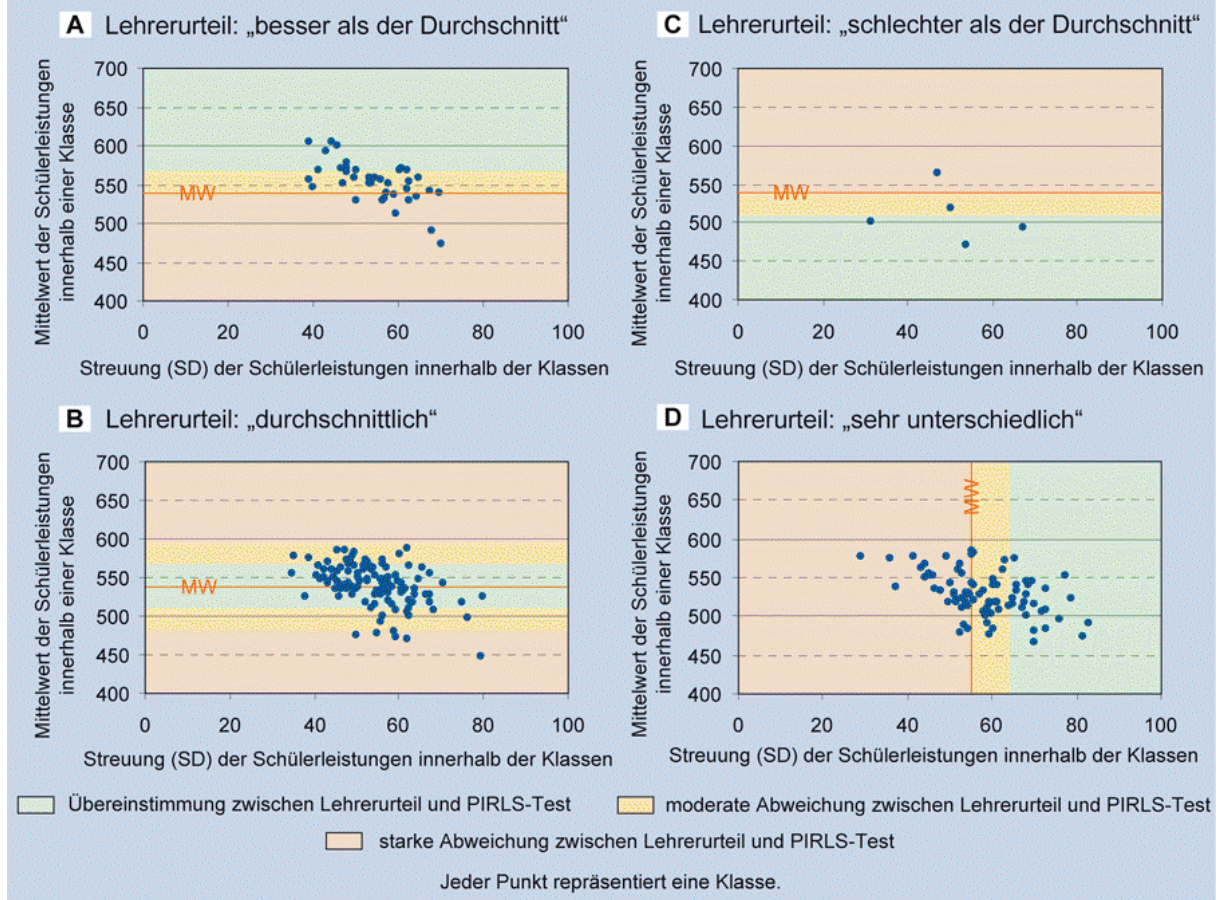 A Lehrerurteil: „besser als der Durchschnitt“
Mittelwert der Schülerleistungen
innerhalb einer Klasse
700
650
600
550
500
450
400
MW
0 20 40 60 80 100
Streuung (SD) der Schülerleistungen innerhalb der Klassen
C Lehrerurteil: „schlechter als der Durchschnitt“
Mittelwert der Schülerleistungen
innerhalb einer Klasse
700
650
600
550
500
450
400
MW
0 20 40 60 80 100
Streuung (SD) der Schülerleistungen innerhalb der Klassen
B Lehrerurteil: „durchschnittlich“
Mittelwert der Schülerleistungen
innerhalb einer Klasse
700
650
600
550
500
450
400
MW
0 20 40 60 80 100
Streuung (SD) der Schülerleistungen innerhalb der Klassen
D Lehrerurteil: „sehr unterschiedlich“
Mittelwert der Schülerleistungen
innerhalb einer Klasse
700
650
600
550
500
450
400
MW
0 20 40 60 80 100
Streuung (SD) der Schülerleistungen innerhalb der Klassen
Übereinstimmung zwischen Lehrerurteil und PIRLS-Test
moderate Abweichung zwischen Lehrerurteil und PIRLS-Test
starke Abweichung zwischen Lehrerurteil und PIRLS-Test
Jeder Punkt repräsentiert eine Klasse.